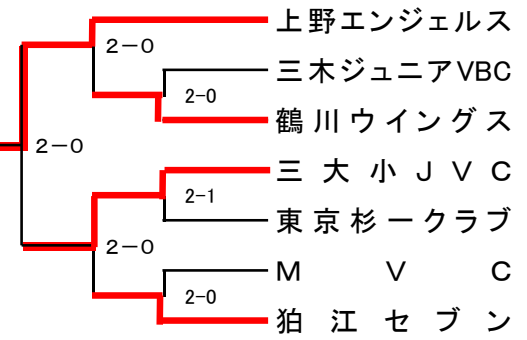 上野エンジェルス
2-0
三木ジュニアVBC
2-0
鶴川ウイングス
2-0
三大小JVC
2-1
東京杉一クラブ
2-0
MVC
2-0
狛江セブン